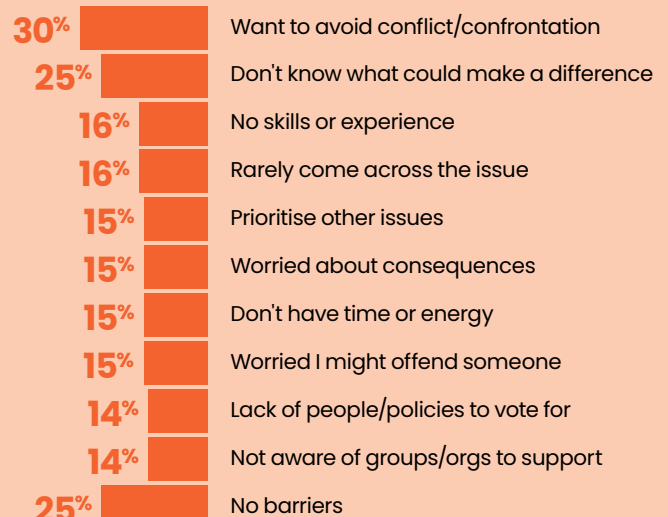 30% Want to avoid conflict/confrontation
25% Don't know what could make a difference
16% No skills or experience
16% Rarely come across the issue
15% Prioritise other issues
15% Worried about consequences
15% Don't have time or energy
15% Worried I might offend someone
14% Lack of people/policies to vote for
14% Not aware of groups/orgs to support
25% No barriers